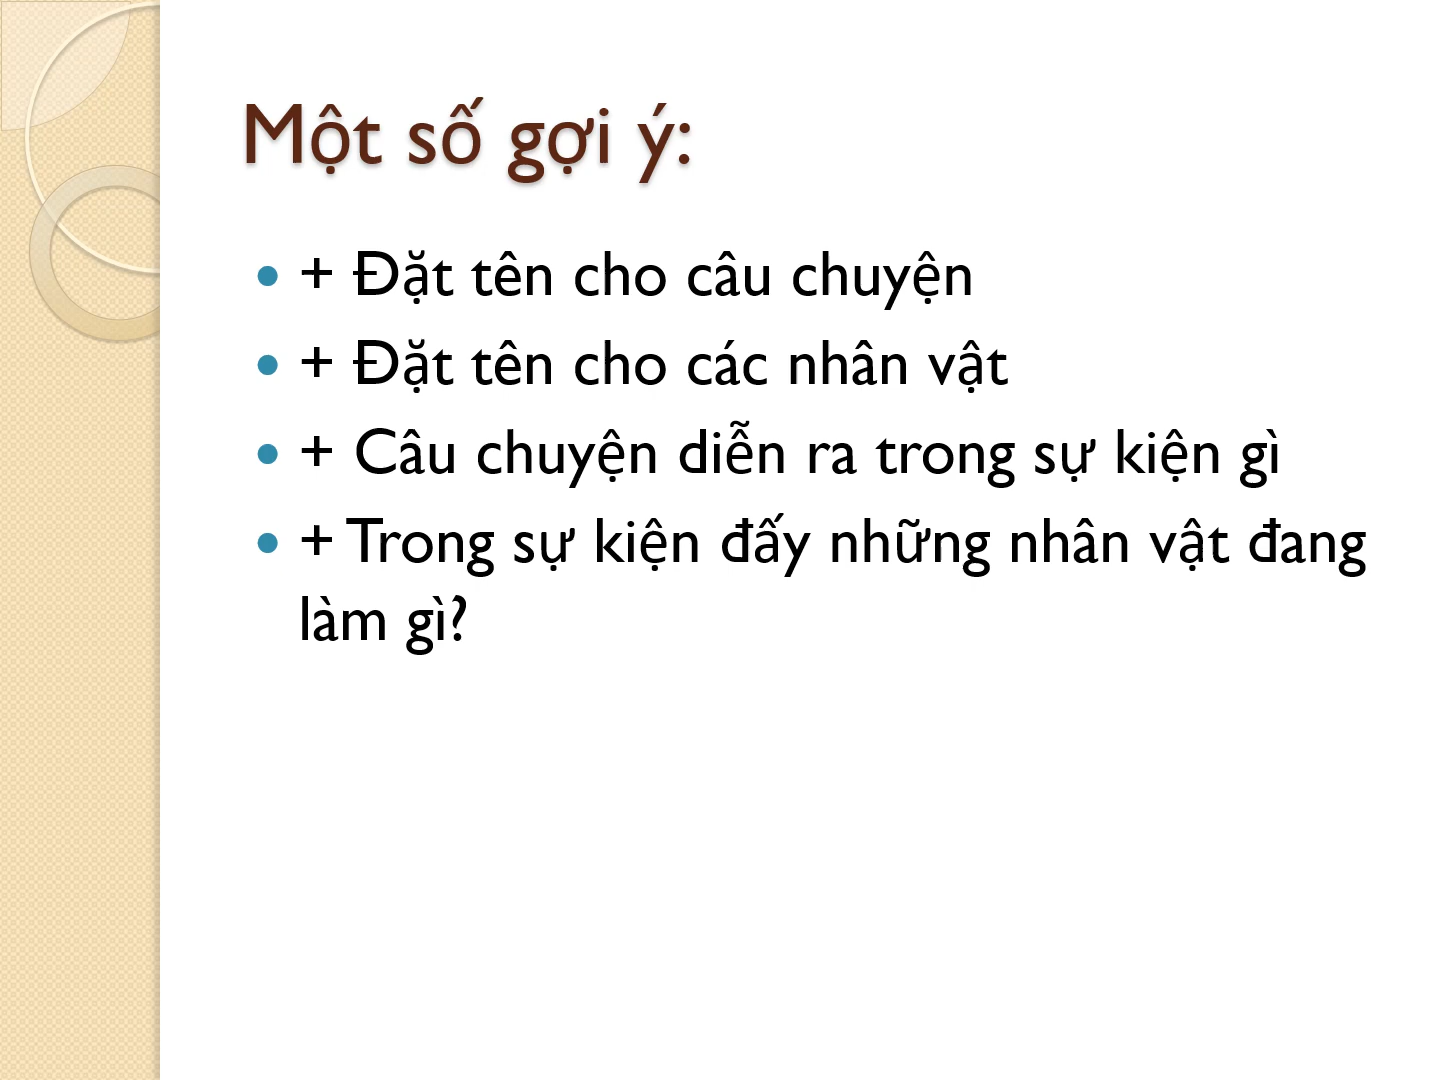 Một số gợi ý:
• + Đặt tên cho câu chuyện
• + Đặt tên cho các nhân vật
• + Câu chuyện diễn ra trong sự kiện gì
• + Trong sự kiện đấy những nhân vật đang
làm gì?